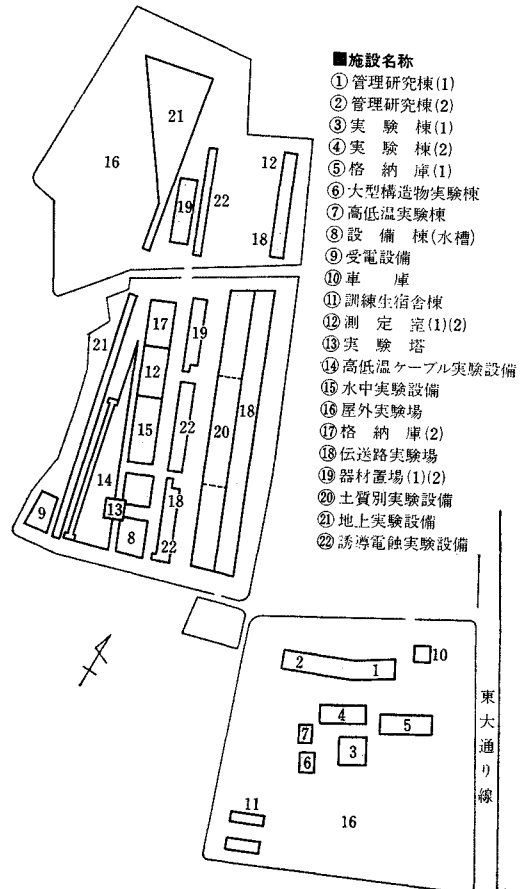 ■施設名称
①管理研究棟(1)
②管理研究棟(2)
③実験棟(1)
④実験棟(2)
⑤格納庫(1)
⑥大型構造物実験棟
⑦高低温実験棟
⑧設備棟(水槽)
⑨受電設備
⑩車庫
⑪訓練生宿舎棟
⑫測定室(1)(2)
⑬実験塔
⑭高低温ケーブル実験設備
⑮水中実験設備
⑯屋外実験場
⑰格納庫(2)
⑱伝送路実験場
⑲器材置場(1)(2)
⑳土質別実験設備
㉑地上実験設備
㉒誘導電蝕実験設備
21
16
12
19
22
18
21
17
19
12
18
20
22
15
14
18
9
13
8
22
2
1
10
4
5
7
3
6
11
16
東大通り線